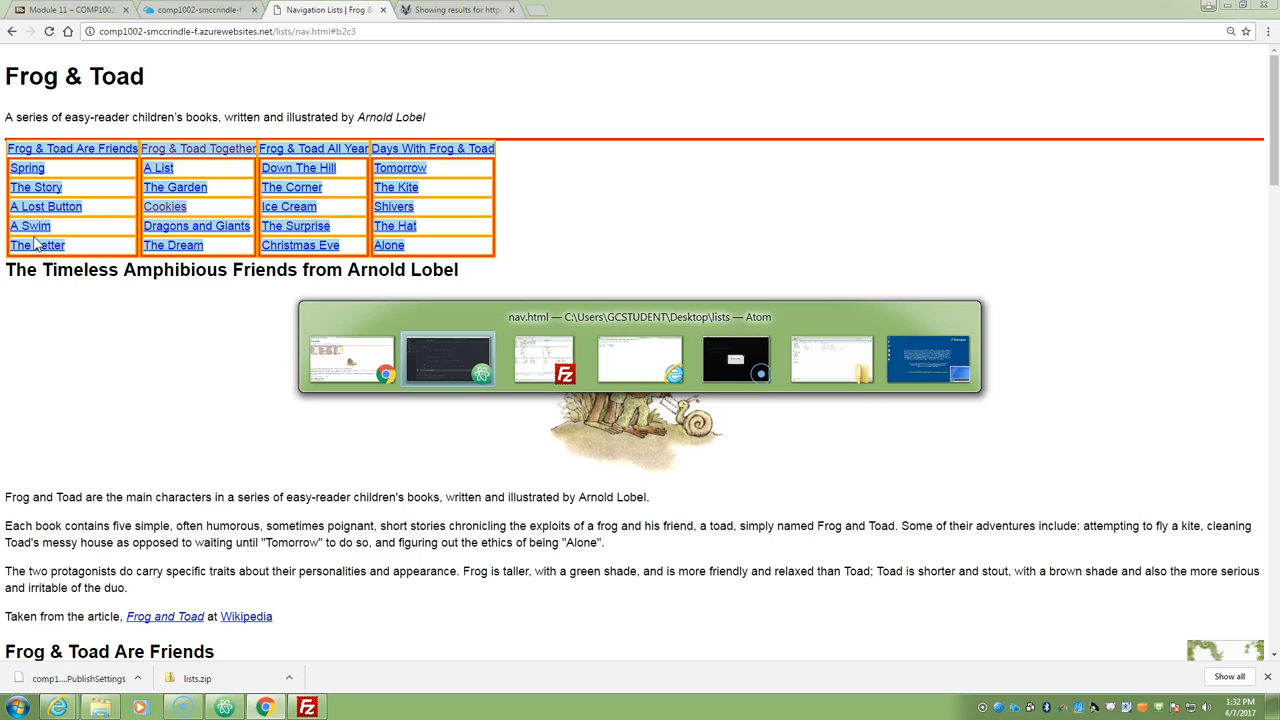 Module 11 – COMP1002
comp1002-smccrindle-f
Navigation Lists | Frog &
Showing results for http
comp1002-smccrindle-f.azurewebsites.net/lists/nav.html#b2c3
Frog & Toad
A series of easy-reader children's books, written and illustrated by Arnold Lobel
Frog & Toad Are Friends Frog & Toad Together Frog & Toad All Year Days With Frog & Toad
Spring A List Down The Hill Tomorrow
The Story The Garden The Corner The Kite
A Lost Button Cookies Ice Cream Shivers
A Swim Dragons and Giants The Surprise The Hat
The Letter The Dream Christmas Eve Alone
The Timeless Amphibious Friends from Arnold Lobel
nav.html — C:\Users\GCSTUDENT\Desktop\lists — Atom
Frog and Toad are the main characters in a series of easy-reader children's books, written and illustrated by Arnold Lobel.
Each book contains five simple, often humorous, sometimes poignant, short stories chronicling the exploits of a frog and his friend, a toad, simply named Frog and Toad. Some of their adventures include: attempting to fly a kite, cleaning
Toad's messy house as opposed to waiting until "Tomorrow" to do so, and figuring out the ethics of being "Alone".
The two protagonists do carry specific traits about their personalities and appearance. Frog is taller, with a green shade, and is more friendly and relaxed than Toad; Toad is shorter and stout, with a brown shade and also the more serious
and irritable of the duo.
Taken from the article, Frog and Toad at Wikipedia
Frog & Toad Are Friends
comp1....PublishSettings
lists.zip
Show all
1:32 PM
4/7/2017